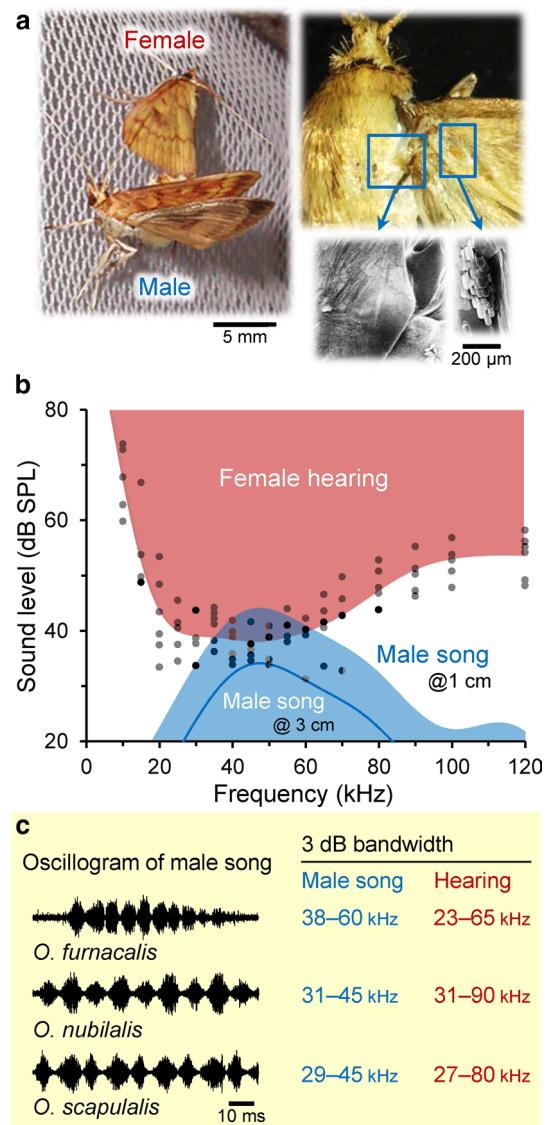 a
Female
Male
5 mm
200 µm
b
80
60
40
20
Sound level (dB SPL)
Female hearing
Male song
@1 cm
Male song
@ 3 cm
0 20 40 60 80 100 120
Frequency (kHz)
c
3 dB bandwidth
Oscillogram of male song
Male song Hearing
38–60 kHz 23–65 kHz
O. furnacalis
31–45 kHz 31–90 kHz
O. nubilalis
29–45 kHz 27–80 kHz
O. scapulalis
10 ms